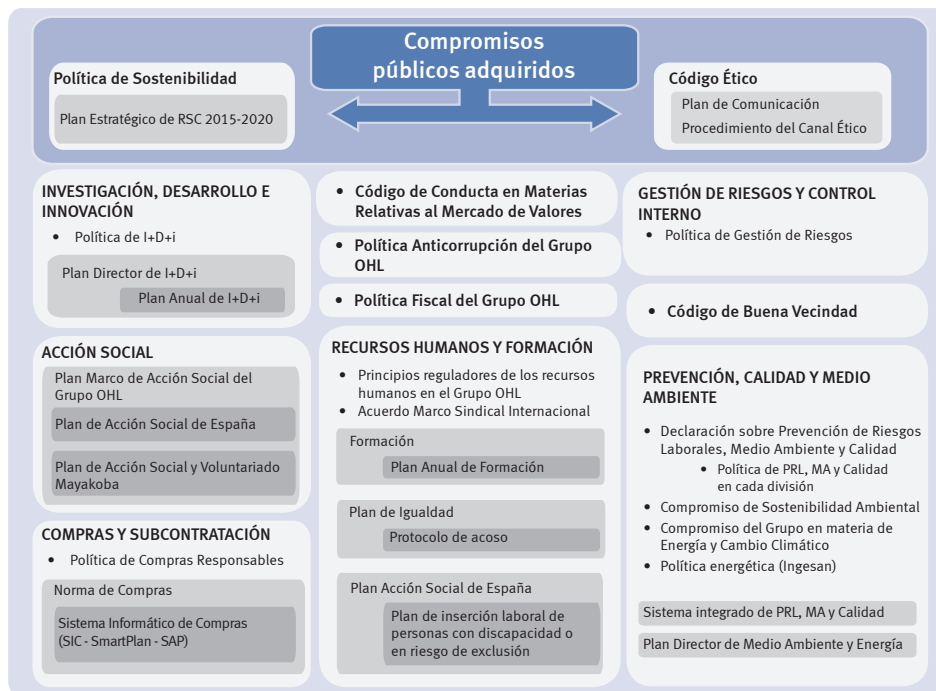 Compromisos
públicos adquiridos
Política de Sostenibilidad
Plan Estratégico de RSC 2015-2020
Código Ético
Plan de Comunicación
Procedimiento del Canal Ético
INVESTIGACIÓN, DESARROLLO E
INNOVACIÓN
• Política de I+D+i
Plan Director de I+D+i
Plan Anual de I+D+i
ACCIÓN SOCIAL
Plan Marco de Acción Social del
Grupo OHL
Plan de Acción Social de España
Plan de Acción Social y Voluntariado
Mayakoba
COMPRAS Y SUBCONTRATACIÓN
• Política de Compras Responsables
Norma de Compras
Sistema Informático de Compras
(SIC - SmartPlan - SAP)
• Código de Conducta en Materias
Relativas al Mercado de Valores
• Política Anticorrupción del Grupo
OHL
• Política Fiscal del Grupo OHL
RECURSOS HUMANOS Y FORMACIÓN
• Principios reguladores de los recursos
humanos en el Grupo OHL
• Acuerdo Marco Sindical Internacional
Formación
Plan Anual de Formación
Plan de Igualdad
Protocolo de acoso
Plan Acción Social de España
Plan de inserción laboral de
personas con discapacidad o
en riesgo de exclusión
GESTIÓN DE RIESGOS Y CONTROL
INTERNO
• Política de Gestión de Riesgos
• Código de Buena Vecindad
PREVENCIÓN, CALIDAD Y MEDIO
AMBIENTE
• Declaración sobre Prevención de Riesgos
Laborales, Medio Ambiente y Calidad
• Política de PRL, MA y Calidad
en cada división
• Compromiso de Sostenibilidad Ambiental
• Compromiso del Grupo en materia de
Energía y Cambio Climático
• Política energética (Ingesan)
Sistema integrado de PRL, MA y Calidad
Plan Director de Medio Ambiente y Energía